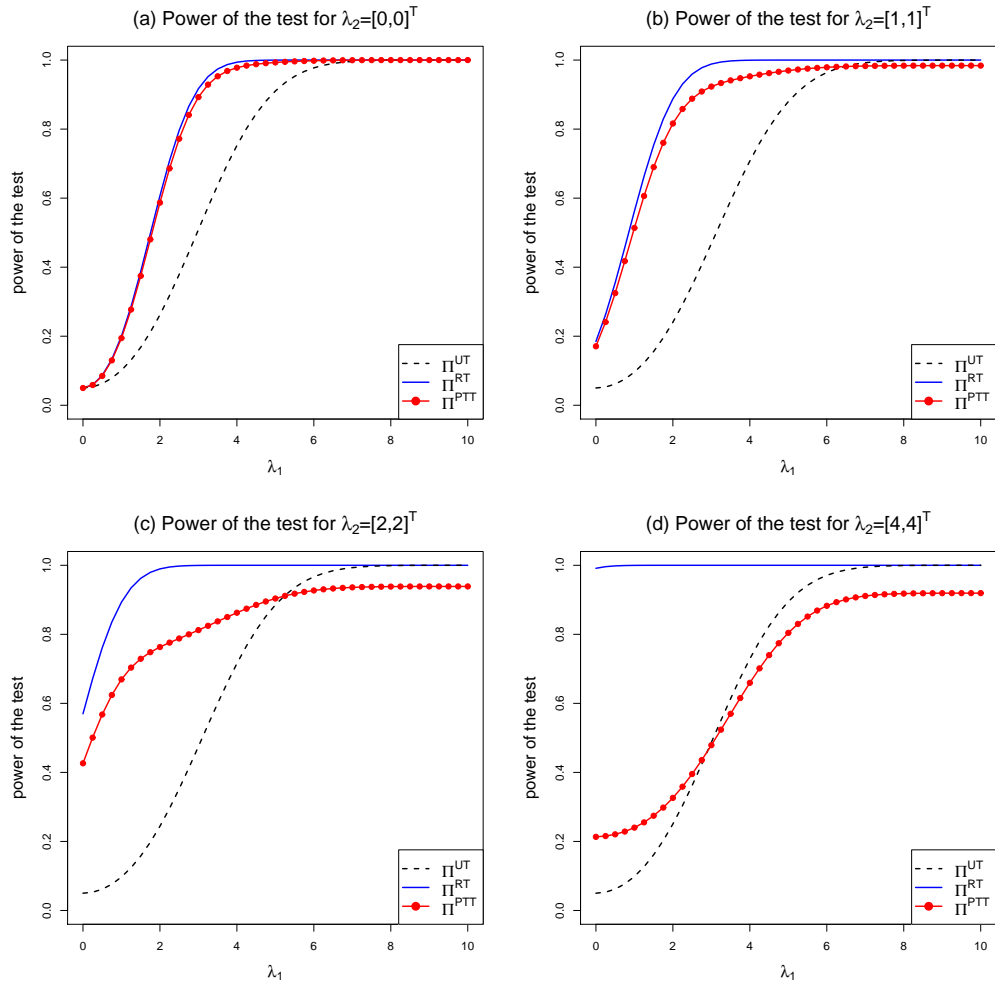 (a) Power of the test for λ₂=[0,0]ᵀ
power of the test
0.0 0.2 0.4 0.6 0.8 1.0
Πᵁᵀ
Πᴿᵀ
Πᴾᵀᵀ
0 2 4 6 8 10
λ₁
(b) Power of the test for λ₂=[1,1]ᵀ
power of the test
0.0 0.2 0.4 0.6 0.8 1.0
Πᵁᵀ
Πᴿᵀ
Πᴾᵀᵀ
0 2 4 6 8 10
λ₁
(c) Power of the test for λ₂=[2,2]ᵀ
power of the test
0.0 0.2 0.4 0.6 0.8 1.0
Πᵁᵀ
Πᴿᵀ
Πᴾᵀᵀ
0 2 4 6 8 10
λ₁
(d) Power of the test for λ₂=[4,4]ᵀ
power of the test
0.0 0.2 0.4 0.6 0.8 1.0
Πᵁᵀ
Πᴿᵀ
Πᴾᵀᵀ
0 2 4 6 8 10
λ₁